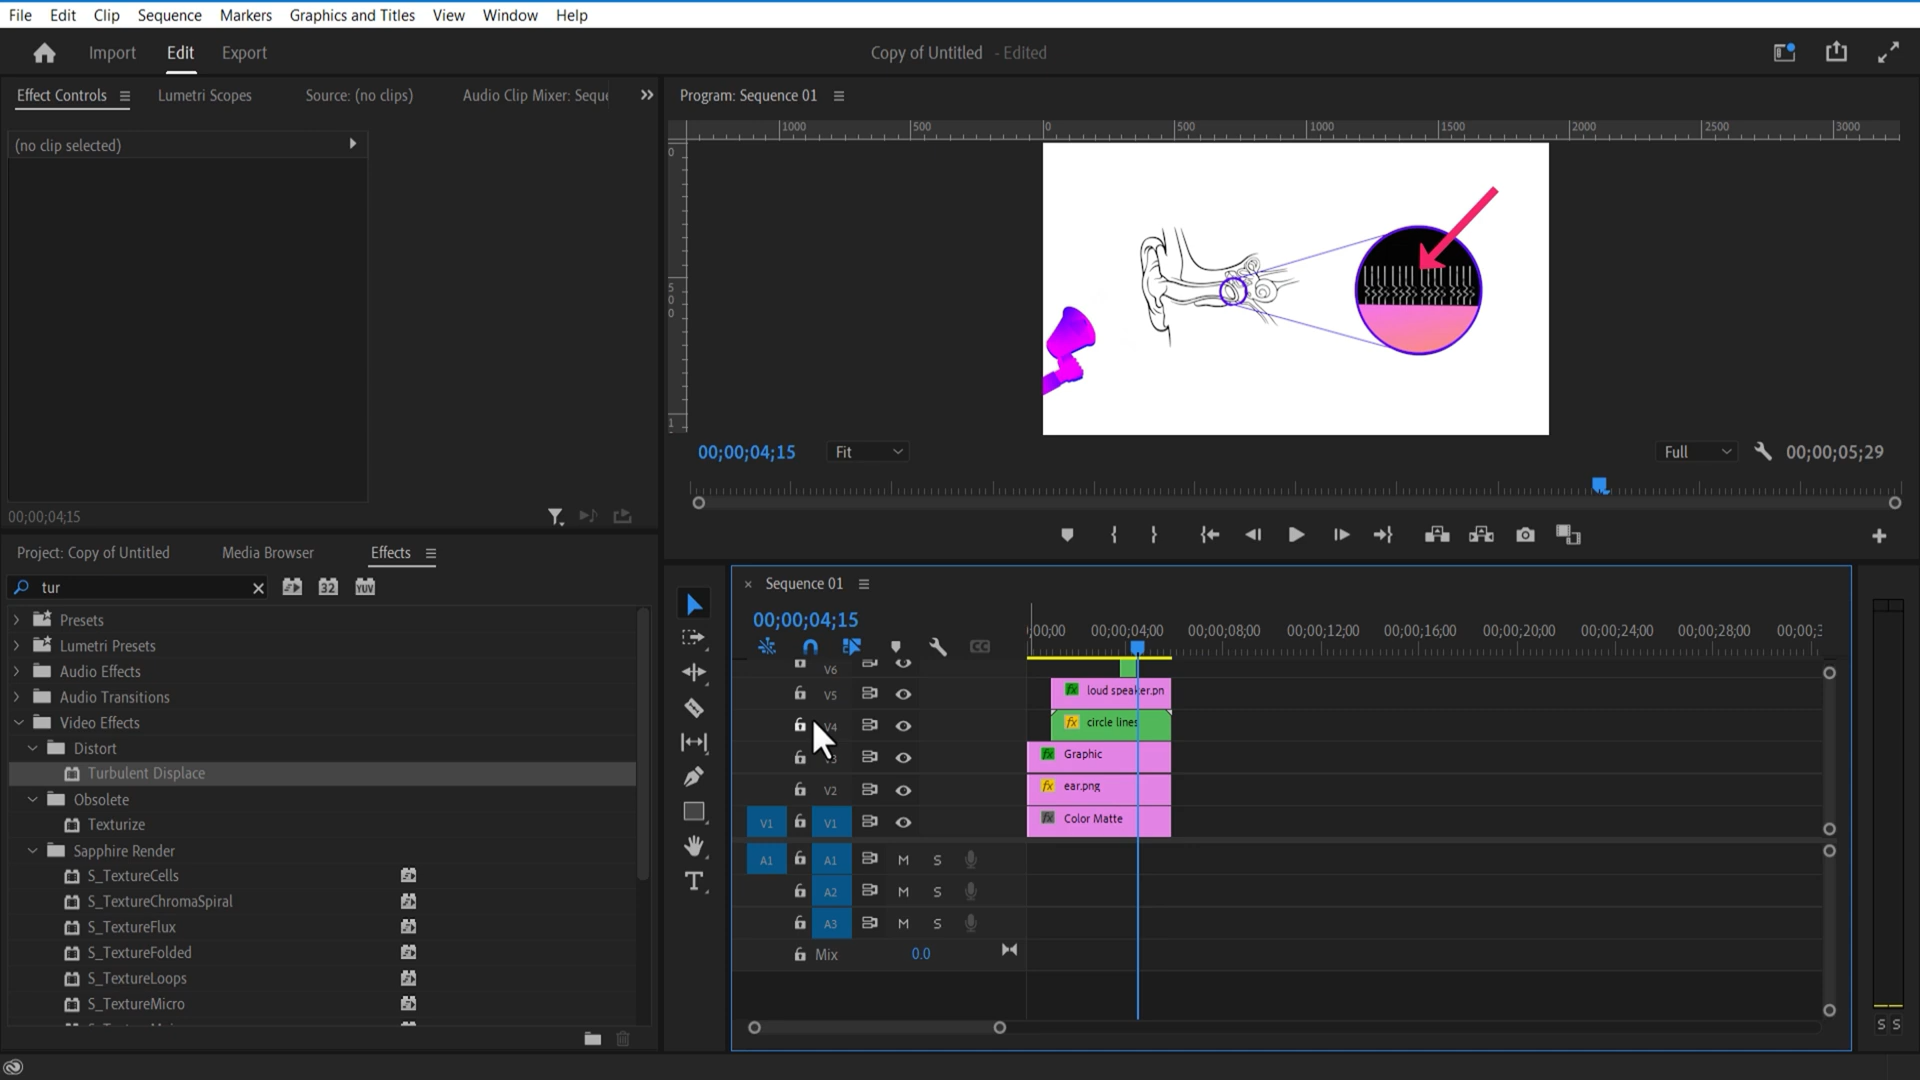 File Edit Clip Sequence Markers Graphics and Titles View Window Help
Import Edit Export Copy of Untitled - Edited
Effect Controls Lumetri Scopes Source: (no clips) Audio Clip Mixer: Seque Program: Sequence 01
1000 500 0 500 1000 1500 2000 2500 3000
(no clip selected)
0
5
0
0
1
00;00;04;15 Fit Full 00;00;05;29
00;00;04;15
Project: Copy of Untitled Media Browser Effects
tur 32 YUV
Presets
Lumetri Presets
Audio Effects
Audio Transitions
Video Effects
Distort
Turbulent Displace
Obsolete
Texturize
Sapphire Render
S_TextureCells
S_TextureChromaSpiral
S_TextureFlux
S_TextureFolded
S_TextureLoops
S_TextureMicro
× Sequence 01
00;00;04;15
;00;00 00;00;04;00 00;00;08;00 00;00;12;00 00;00;16;00 00;00;20;00 00;00;24;00 00;00;28;00 00;00;3
CC
V6
V5 loud speaker.pn
V4 fx circle lines
fx Graphic
V2 fx ear.png
V1 V1 fx Color Matte
A1 A1 M S
A2 M S
A3 M S
Mix 0.0
S S